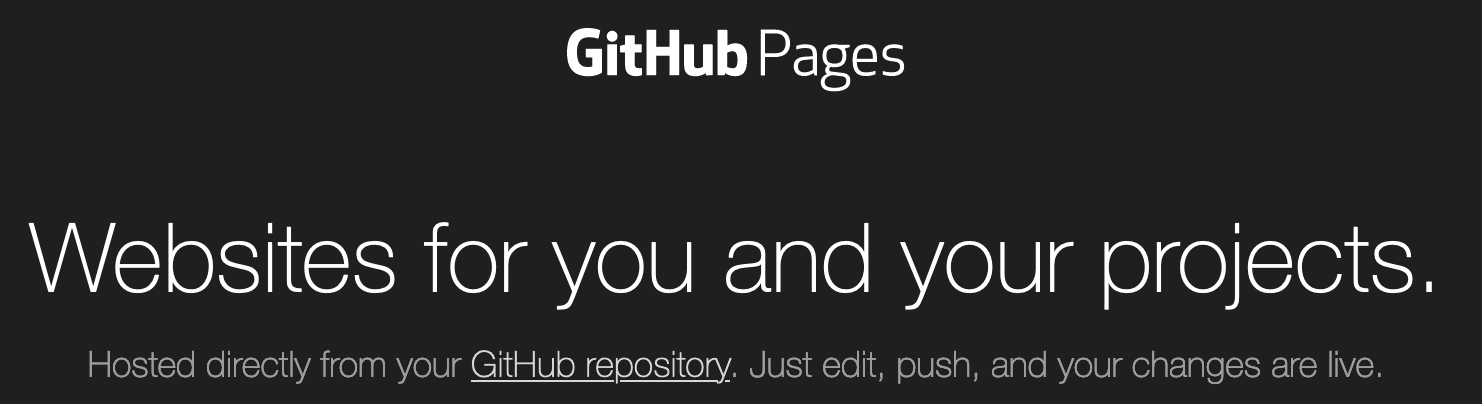 GitHub Pages
Websites for you and your projects.
Hosted directly from your GitHub repository. Just edit, push, and your changes are live.